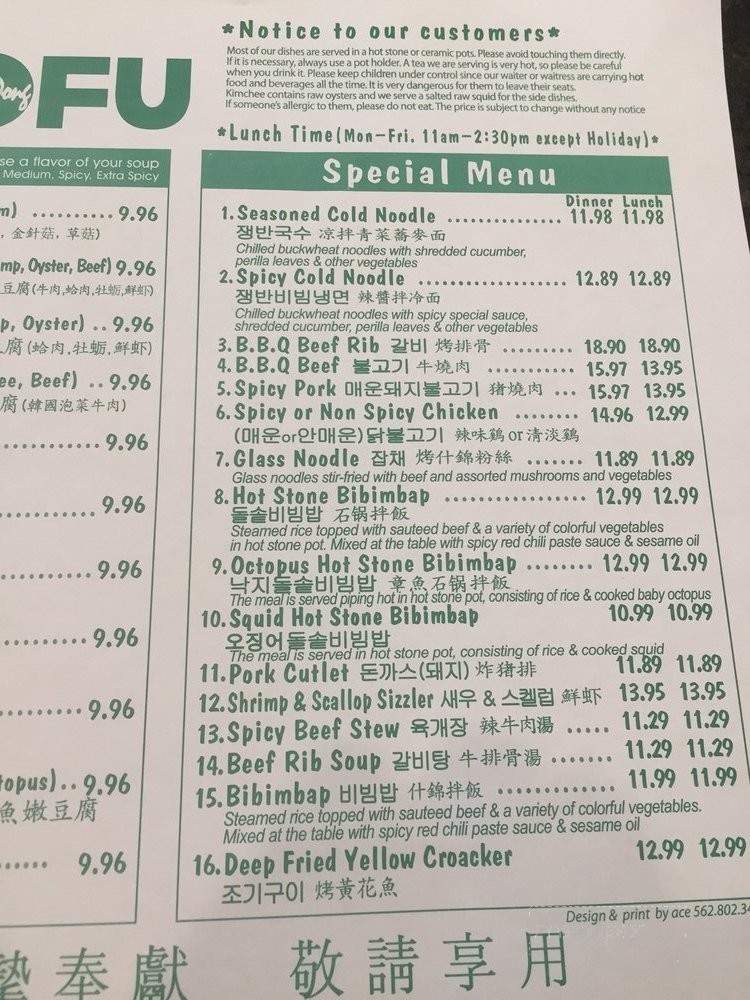 *Notice to our customers*
Most of our dishes are served in a hot stone or ceramic pots. Please avoid touching them directly.
If it is necessary, always use a pot holder. A tea we are serving is very hot, so please be careful
when you drink it. Please keep children under control since our waiter or waitress are carrying hot
food and beverages all the time. It is very dangerous for them to leave their seats.
Kimchee contains raw oysters and we serve a salted raw squid for the side dishes.
If someone's allergic to them, please do not eat. The price is subject to change without any notice
*Lunch Time(Mon-Fri. 11am-2:30pm except Holiday)*
OFU
se a flavor of your soup
Medium, Spicy, Extra Spicy
m) .......... 9.96
, 金針菇, 草菇)
mp, Oyster, Beef) 9.96
豆腐(牛肉,蛤肉,牡蛎,鮮虾)
p, Oyster) .. 9.96
腐(蛤肉,牡蛎,鮮虾)
ee, Beef) .. 9.96
腐(韓國泡菜牛肉)
........... 9.96
........... 9.96
........... 9.96
.......... 9.96
......... 9.96
topus).. 9.96
魚嫩豆腐
...... 9.96
Special Menu
Dinner Lunch
1. Seasoned Cold Noodle ............... 11.98 11.98
쟁반국수 凉拌青菜蕎麥面
Chilled buckwheat noodles with shredded cucumber,
perilla leaves & other vegetables
2. Spicy Cold Noodle ................... 12.89 12.89
쟁반비빔냉면 辣醬拌冷面
Chilled buckwheat noodles with spicy special sauce,
shredded cucumber, perilla leaves & other vegetables
3. B.B.Q Beef Rib 갈비 烤排骨 .......... 18.90 18.90
4. B.B.Q Beef 불고기 牛燒肉 ............ 15.97 13.95
5. Spicy Pork 매운돼지불고기 猪燒肉 ... 15.97 13.95
6. Spicy or Non Spicy Chicken ........ 14.96 12.99
(매운or안매운)닭불고기 辣味鷄 or 清淡鷄
7. Glass Noodle 잡채 烤什錦粉絲 ....... 11.89 11.89
Glass noodles stir-fried with beef and assorted mushrooms and vegetables
8. Hot Stone Bibimbap .................. 12.99 12.99
돌솥비빔밥 石锅拌飯
Steamed rice topped with sauteed beef & a variety of colorful vegetables
in hot stone pot. Mixed at the table with spicy red chili paste sauce & sesame oil
9. Octopus Hot Stone Bibimbap ........ 12.99 12.99
낙지돌솥비빔밥 章魚石锅拌飯
The meal is served piping hot in hot stone pot, consisting of rice & cooked baby octopus
10. Squid Hot Stone Bibimbap 10.99 10.99
오징어돌솥비빔밥
The meal is served in hot stone pot, consisting of rice & cooked squid
11. Pork Cutlet 돈까스(돼지) 炸猪排 11.89 11.89
12. Shrimp & Scallop Sizzler 새우 & 스켈럽 鮮虾 13.95 13.95
13. Spicy Beef Stew 육개장 辣牛肉湯 ..... 11.29 11.29
14. Beef Rib Soup 갈비탕 牛排骨湯 ....... 11.29 11.29
15. Bibimbap 비빔밥 什錦拌飯 ............. 11.99 11.99
Steamed rice topped with sauteed beef & a variety of colorful vegetables.
Mixed at the table with spicy red chili paste sauce & sesame oil
16. Deep Fried Yellow Croacker 12.99 12.99
조기구이 烤黃花魚
Design & print by ace 562.802.34
奉獻 敬請享用